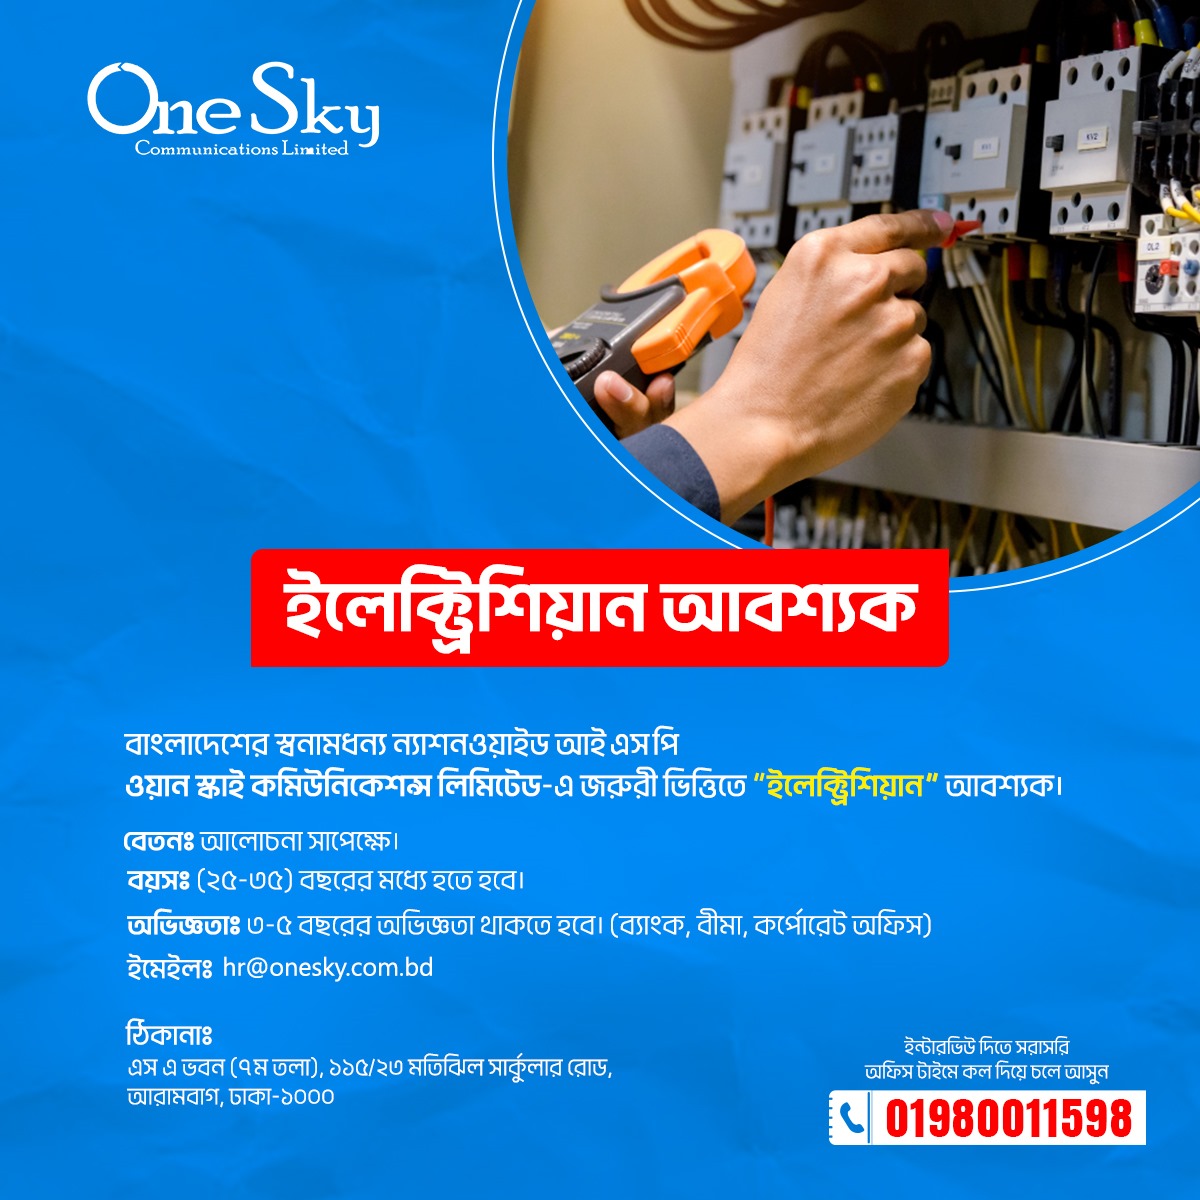 One Sky
Communications Limited
KV1
KV2
DL2
ইলেক্ট্রিশিয়ান আবশ্যক
বাংলাদেশের স্বনামধন্য ন্যাশনওয়াইড আই এস পি
ওয়ান স্কাই কমিউনিকেশন্স লিমিটেড-এ জরুরী ভিত্তিতে “ইলেক্ট্রিশিয়ান” আবশ্যক।
বেতনঃ আলোচনা সাপেক্ষে।
বয়সঃ (২৫-৩৫) বছরের মধ্যে হতে হবে।
অভিজ্ঞতাঃ ৩-৫ বছরের অভিজ্ঞতা থাকতে হবে। (ব্যাংক, বীমা, কর্পোরেট অফিস)
ইমেইলঃ hr@onesky.com.bd
ঠিকানাঃ
এস এ ভবন (৭ম তলা), ১১৫/২৩ মতিঝিল সার্কুলার রোড,
আরামবাগ, ঢাকা-১০০০
ইন্টারভিউ দিতে সরাসরি
অফিস টাইমে কল দিয়ে চলে আসুন
01980011598